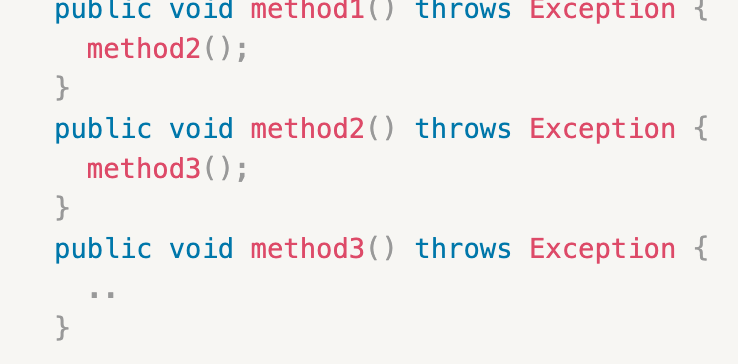 public void method1() throws Exception {
  method2();
}
public void method2() throws Exception {
  method3();
}
public void method3() throws Exception {
  ..
}